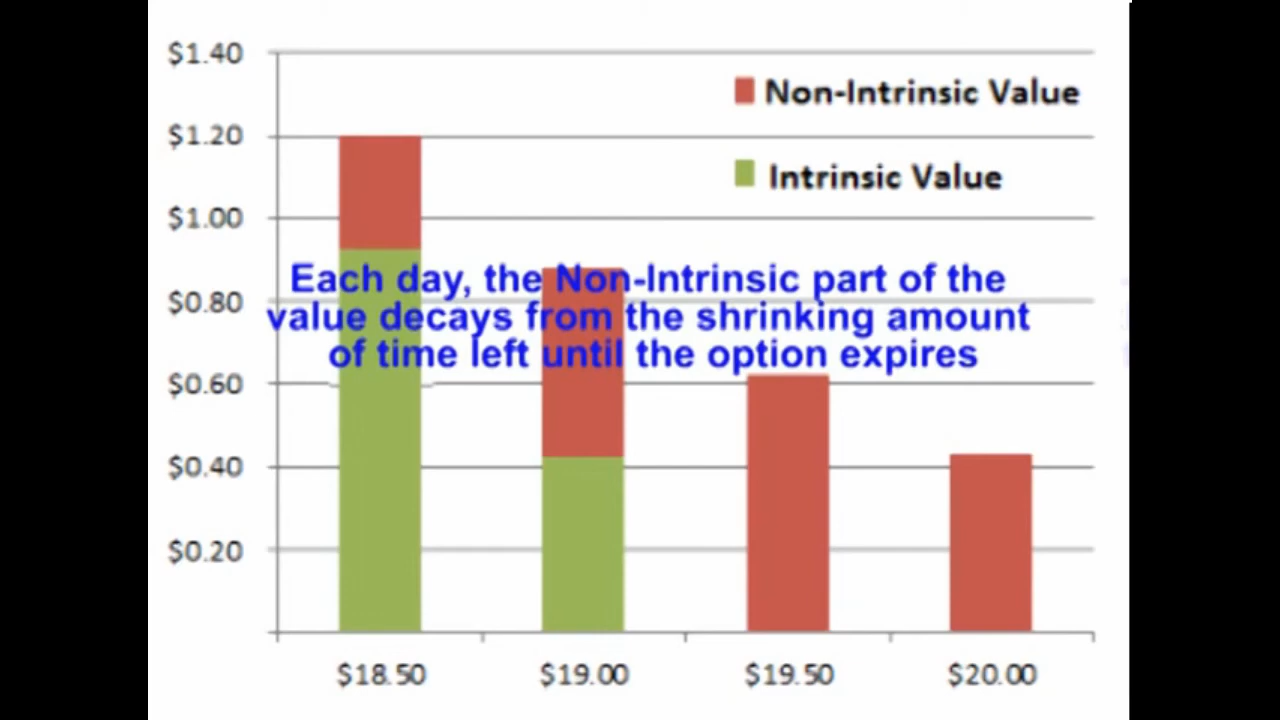 $1.40
Non-Intrinsic Value
$1.20
Intrinsic Value
$1.00
Each day, the Non-Intrinsic part of the
$0.80
value decays from the shrinking amount
of time left until the option expires
$0.60
$0.40
$0.20
$18.50 $19.00 $19.50 $20.00